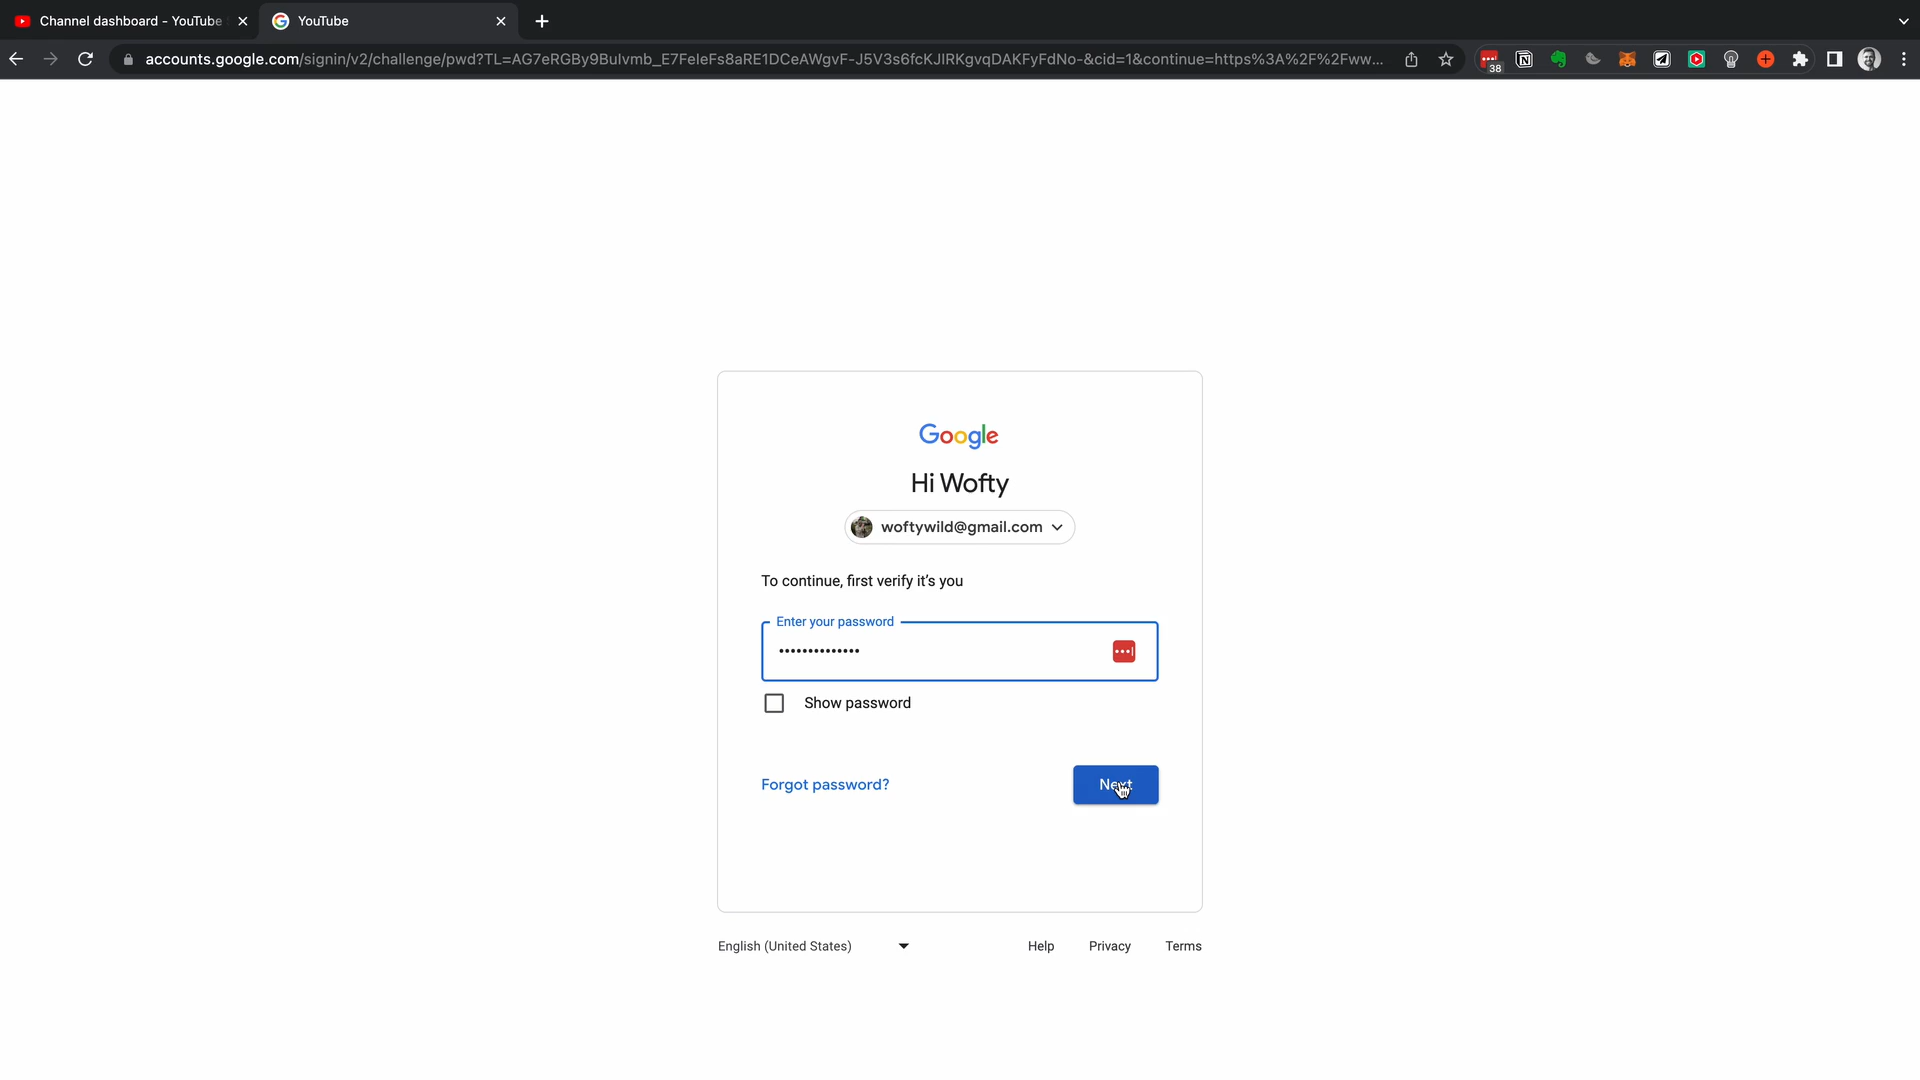 Channel dashboard - YouTube
YouTube
accounts.google.com/signin/v2/challenge/pwd?TL=AG7eRGBy9Bulvmb_E7FeleFs8aRE1DCeAWgvF-J5V3s6fcKJIRKgvqDAKFyFdNo-&cid=1&continue=https%3A%2F%2Fww...
38
Google
Hi Wofty
woftywild@gmail.com
To continue, first verify it's you
Enter your password
••••••••••••••
Show password
Forgot password?
Next
English (United States)
Help Privacy Terms